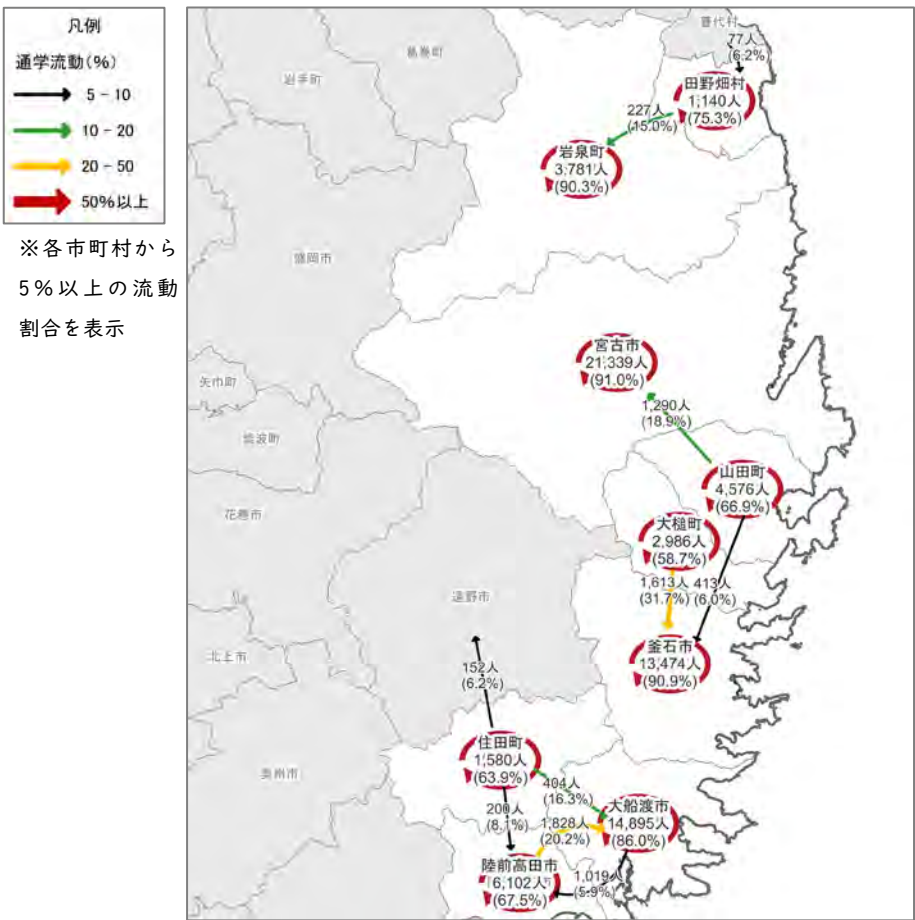 凡例
通学流動(%)
5 - 10
10 - 20
20 - 50
50%以上
※各市町村から
5%以上の流動
割合を表示
普代村
77人
(6.2%)
葛巻町
岩手町
田野畑村
1,140人
(75.3%)
227人
(15.0%)
岩泉町
3,781人
(90.3%)
盛岡市
宮古市
21,339人
(91.0%)
矢巾町
1,290人
(18.9%)
紫波町
山田町
4,576人
(66.9%)
花巻市
大槌町
2,986人
(58.7%)
1,613人
(31.7%)
413人
(6.0%)
遠野市
釜石市
13,474人
(90.9%)
北上市
152人
(6.2%)
住田町
1,580人
(63.9%)
奥州市
404人
(16.3%)
大船渡市
14,895人
(86.0%)
200人
(8.1%)
1,828人
(20.2%)
陸前高田市
6,102人
(67.5%)
1,019人
(5.9%)